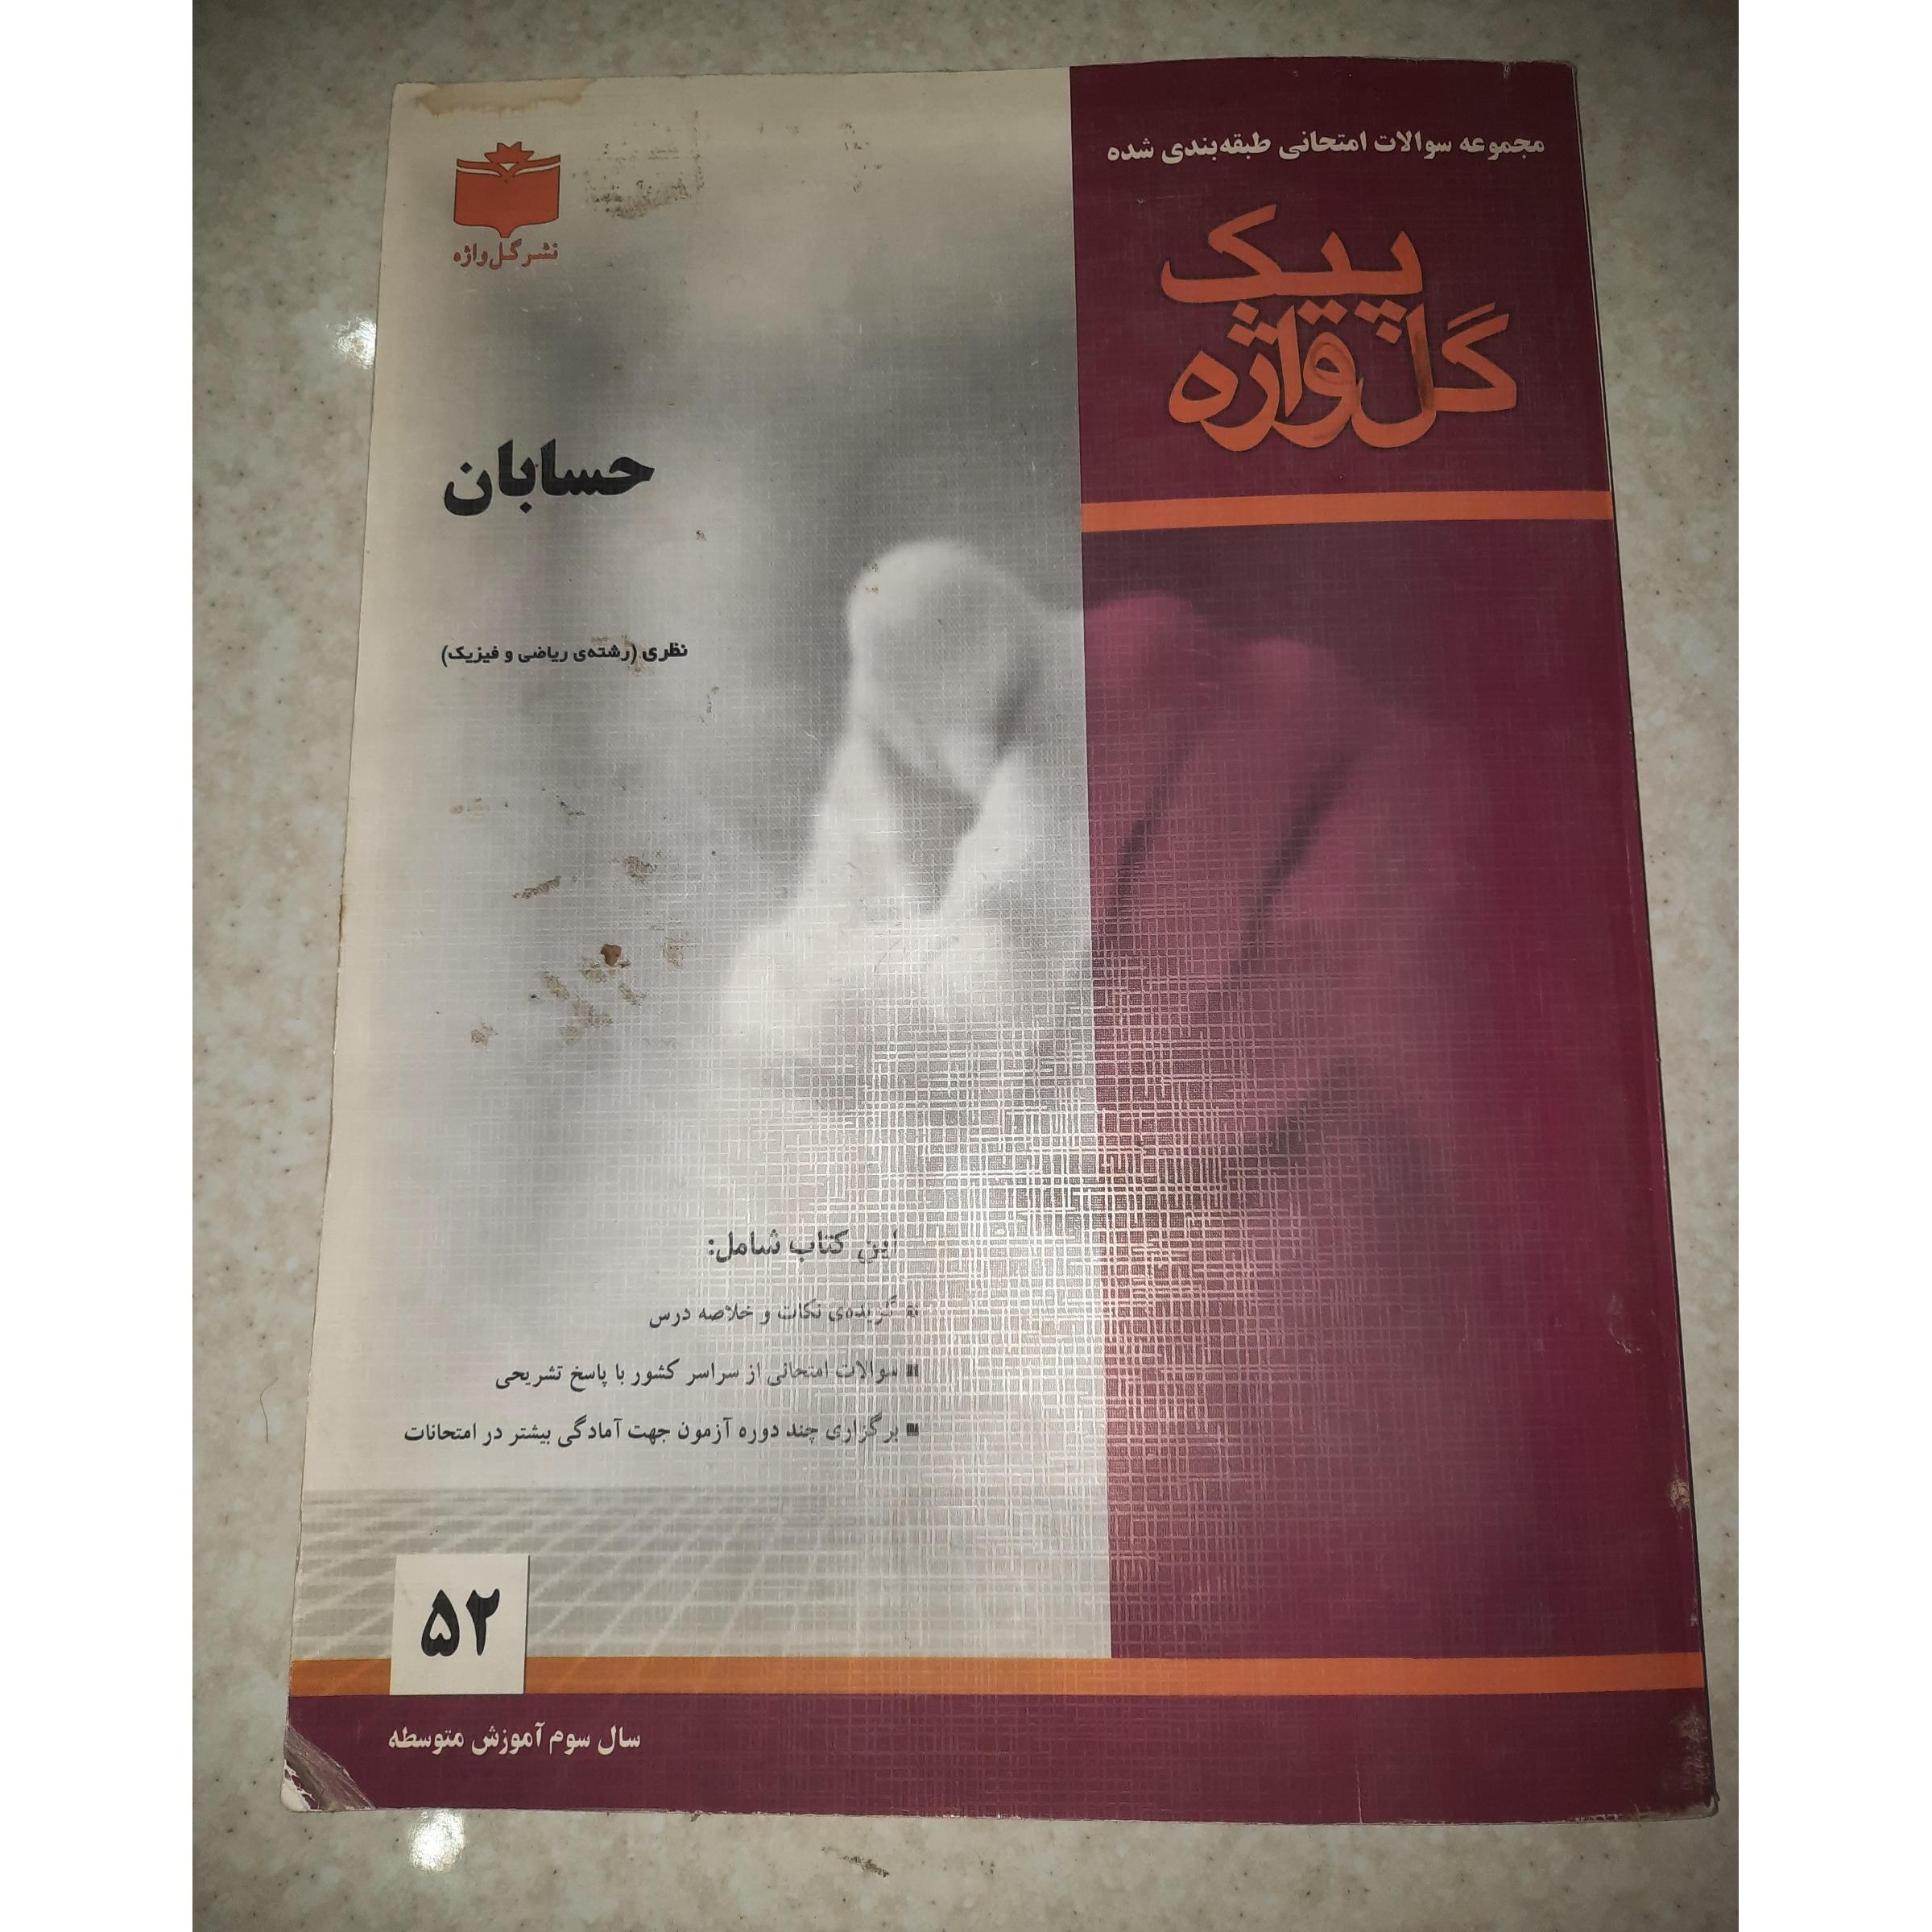 مجموعه سوالات امتحانی طبقه‌بندی شده
پیک
گل‌واژه
نشر گل‌واژه
حسابان
نظری (رشته‌ی ریاضی و فیزیک)
این کتاب شامل:
■ گزیده‌ی نکات و خلاصه درس
■ سوالات امتحانی از سراسر کشور با پاسخ تشریحی
■ برگزاری چند دوره آزمون جهت آمادگی بیشتر در امتحانات
۵۲
سال سوم آموزش متوسطه